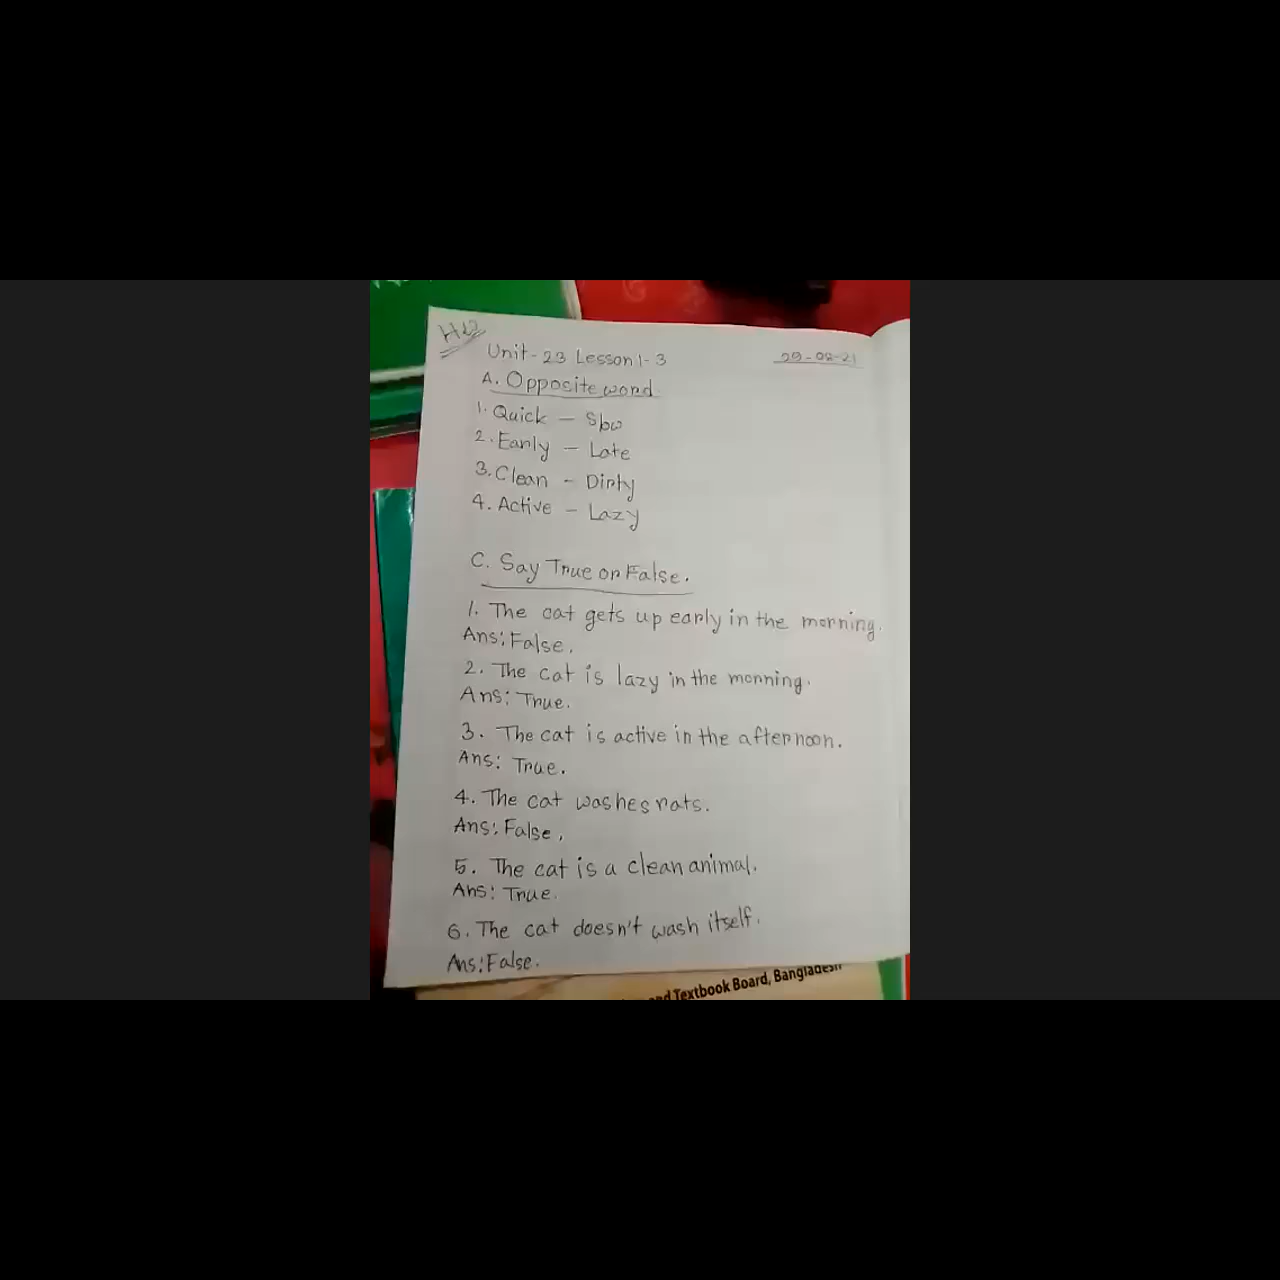 HW
Unit-23 Lesson 1-3
29-08-21
A. Opposite word
1. Quick – Slow
2. Early – Late
3. Clean – Dirty
4. Active – Lazy
C. Say True or False.
1. The cat gets up early in the morning.
Ans: False.
2. The cat is lazy in the morning.
Ans: True.
3. The cat is active in the afternoon.
Ans: True.
4. The cat washes rats.
Ans: False.
5. The cat is a clean animal.
Ans: True.
6. The cat doesn't wash itself.
Ans: False.
Textbook Board, Bangladesh